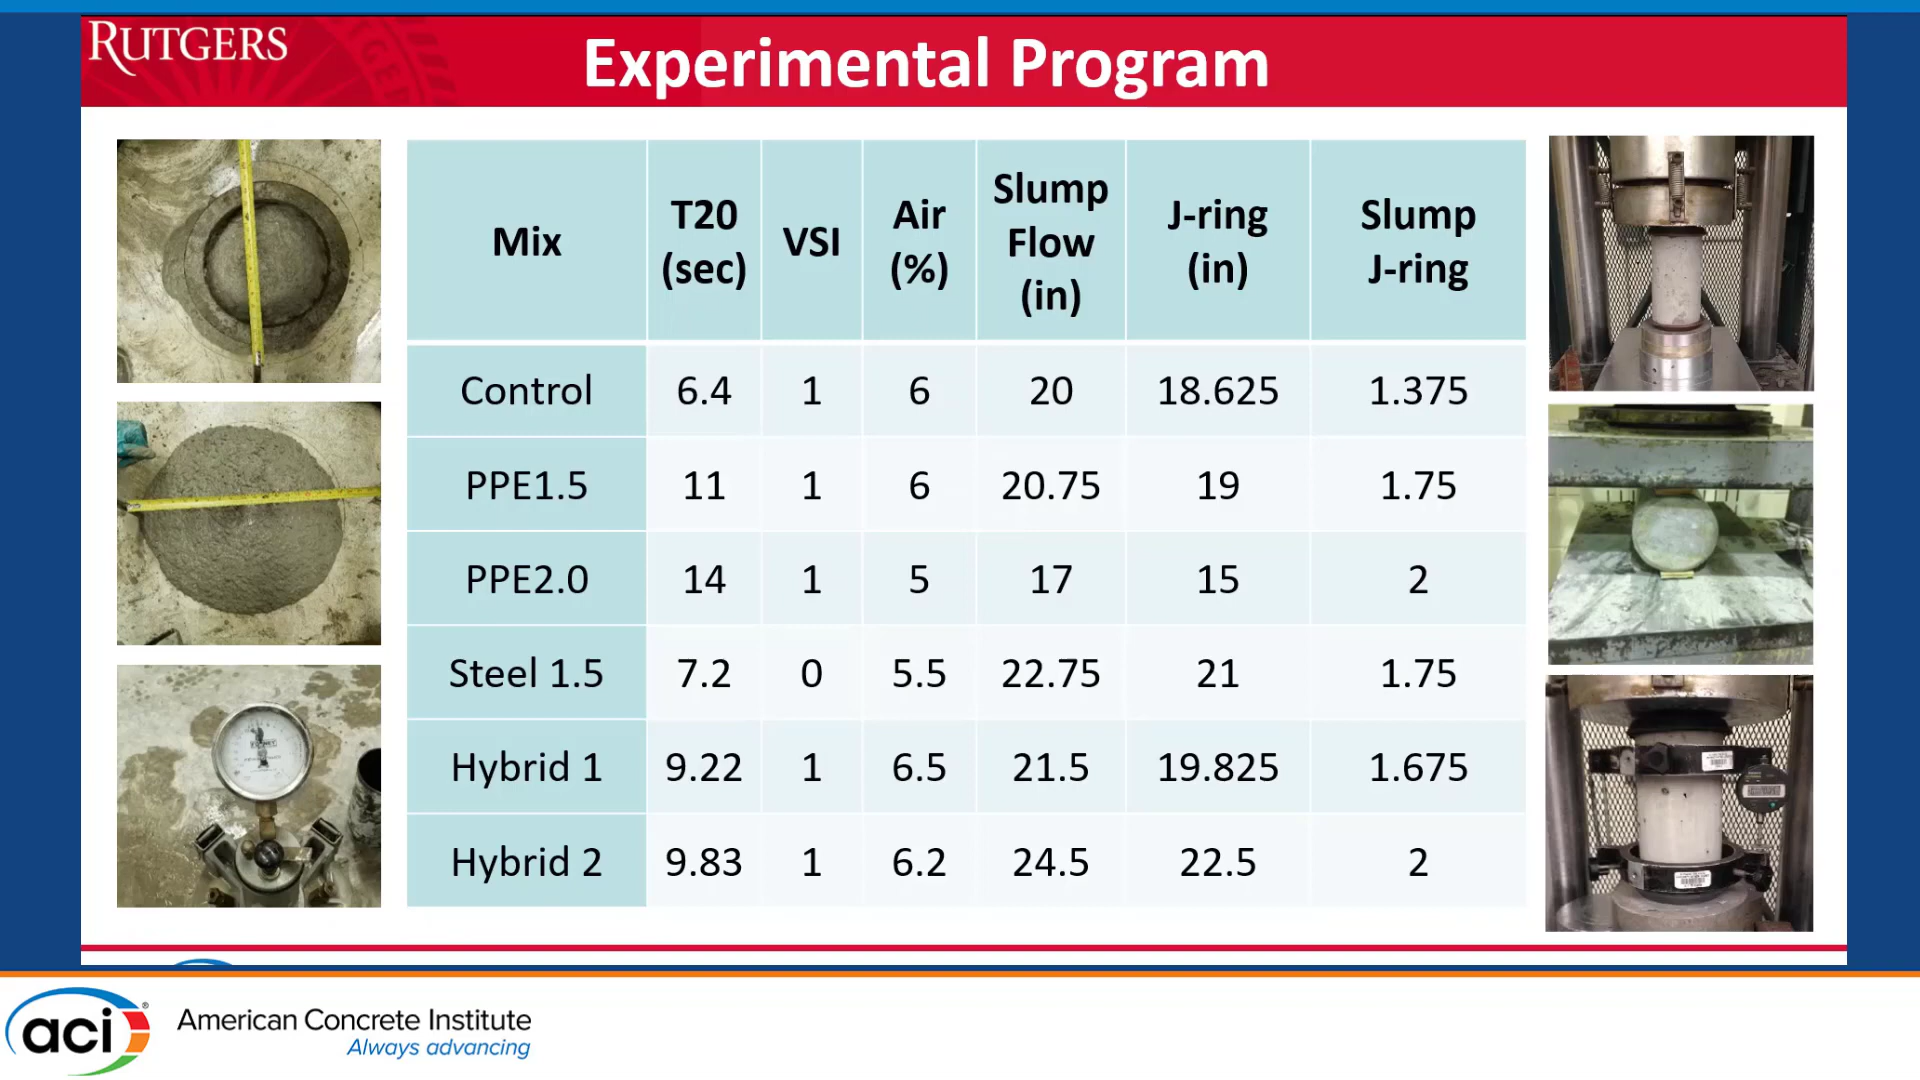 RUTGERS
Experimental Program
Mix
T20
(sec)
VSI
Air
(%)
Slump
Flow
(in)
J-ring
(in)
Slump
J-ring
Control 6.4 1 6 20 18.625 1.375
PPE1.5 11 1 6 20.75 19 1.75
PPE2.0 14 1 5 17 15 2
Steel 1.5 7.2 0 5.5 22.75 21 1.75
Hybrid 1 9.22 1 6.5 21.5 19.825 1.675
Hybrid 2 9.83 1 6.2 24.5 22.5 2
aci®
American Concrete Institute
Always advancing